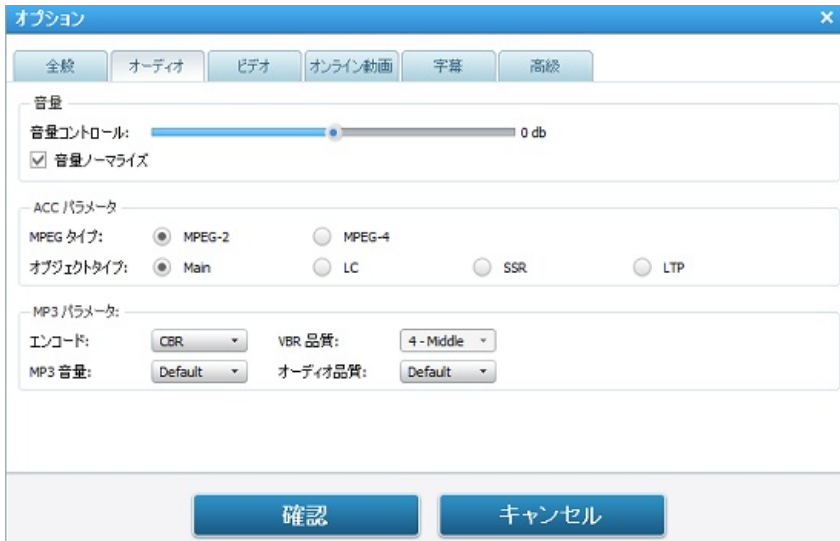 オプション
全般 オーディオ ビデオ オンライン動画 字幕 高級
音量
音量コントロール: 0 db
音量ノーマライズ
ACC パラメータ
MPEG タイプ: MPEG-2 MPEG-4
オブジェクトタイプ: Main LC SSR LTP
MP3 パラメータ:
エンコード: CBR VBR 品質: 4 - Middle
MP3 音量: Default オーディオ品質: Default
確認 キャンセル